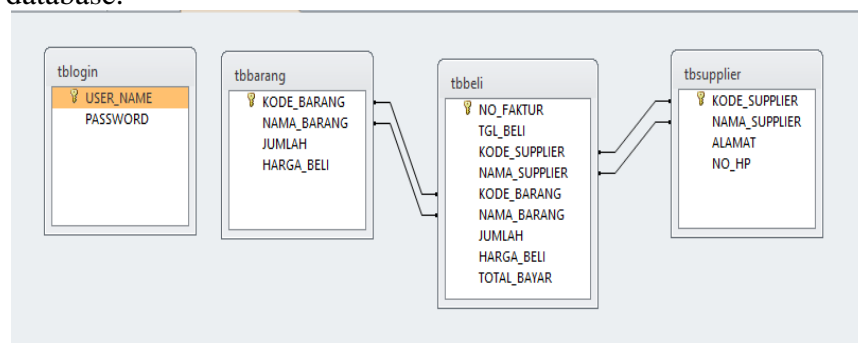 database.
tblogin
USER_NAME
PASSWORD
tbbarang
KODE_BARANG
NAMA_BARANG
JUMLAH
HARGA_BELI
tbbeli
NO_FAKTUR
TGL_BELI
KODE_SUPPLIER
NAMA_SUPPLIER
KODE_BARANG
NAMA_BARANG
JUMLAH
HARGA_BELI
TOTAL_BAYAR
tbsupplier
KODE_SUPPLIER
NAMA_SUPPLIER
ALAMAT
NO_HP